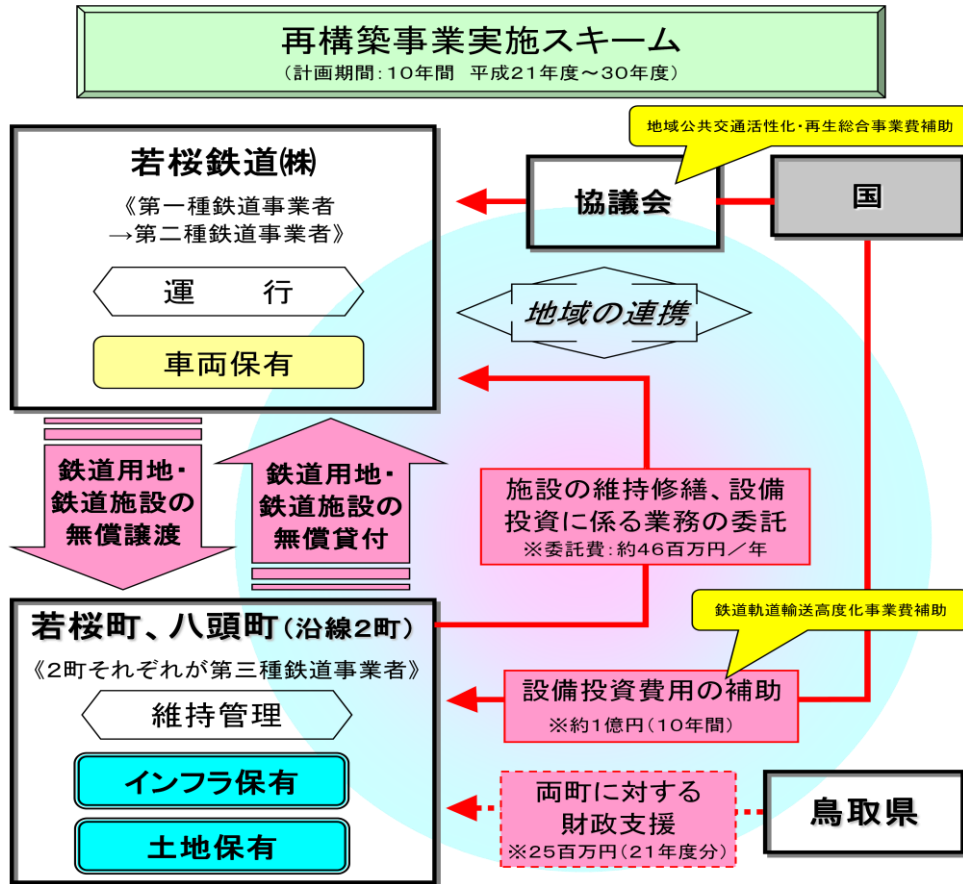 再構築事業実施スキーム
(計画期間:10年間 平成21年度~30年度)
地域公共交通活性化・再生総合事業費補助
若桜鉄道㈱
《第一種鉄道事業者
→第二種鉄道事業者》
運 行
車両保有
協議会
国
地域の連携
鉄道用地・
鉄道施設の
無償譲渡
鉄道用地・
鉄道施設の
無償貸付
施設の維持修繕、設備
投資に係る業務の委託
※委託費:約46百万円/年
鉄道軌道輸送高度化事業費補助
若桜町、八頭町(沿線2町)
《2町それぞれが第三種鉄道事業者》
維持管理
インフラ保有
土地保有
設備投資費用の補助
※約1億円(10年間)
両町に対する
財政支援
※25百万円(21年度分)
鳥取県